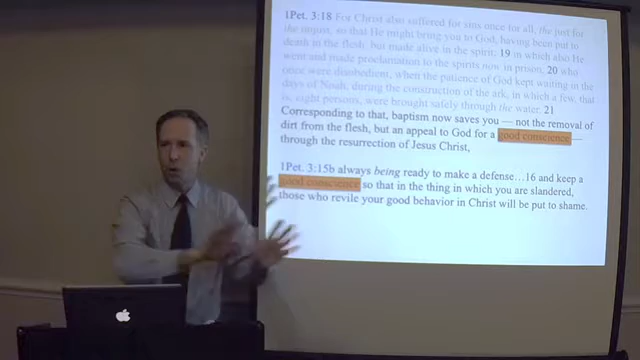 1Pet. 3:18 For Christ also suffered for sins once for all, the just for
the unjust, so that He might bring you to God, having been put to
death in the flesh, but made alive in the spirit; 19 in which also He
went and made proclamation to the spirits now in prison, 20 who
once were disobedient, when the patience of God kept waiting in the
days of Noah, during the construction of the ark, in which a few, that
is, eight persons, were brought safely through the water. 21
Corresponding to that, baptism now saves you — not the removal of
dirt from the flesh, but an appeal to God for a good conscience —
through the resurrection of Jesus Christ,
1Pet. 3:15b always being ready to make a defense…16 and keep a
good conscience so that in the thing in which you are slandered,
those who revile your good behavior in Christ will be put to shame.